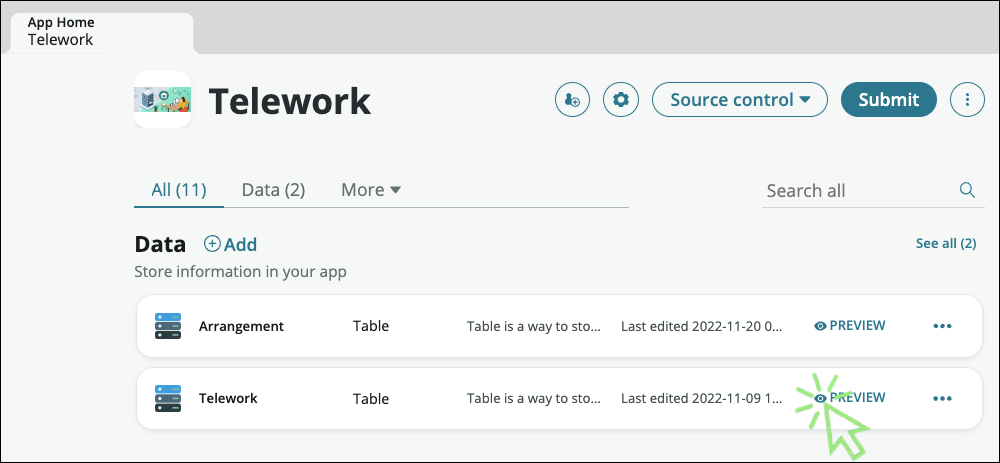 App Home
Telework
Telework
Source control
Submit
All (11)
Data (2)
More
Search all
Data
Add
See all (2)
Store information in your app
Arrangement
Table
Table is a way to sto...
Last edited 2022-11-20 0...
PREVIEW
Telework
Table
Table is a way to sto...
Last edited 2022-11-09 1...
PREVIEW